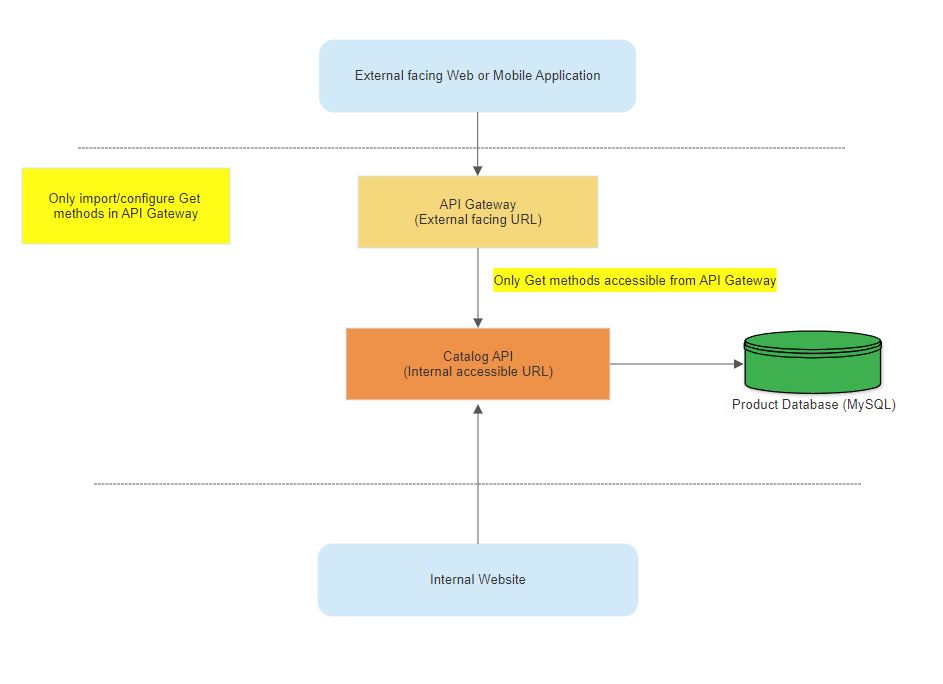 External facing Web or Mobile Application
Only import/configure Get
methods in API Gateway
API Gateway
(External facing URL)
Only Get methods accessible from API Gateway
Catalog API
(Internal accessible URL)
Product Database (MySQL)
Internal Website